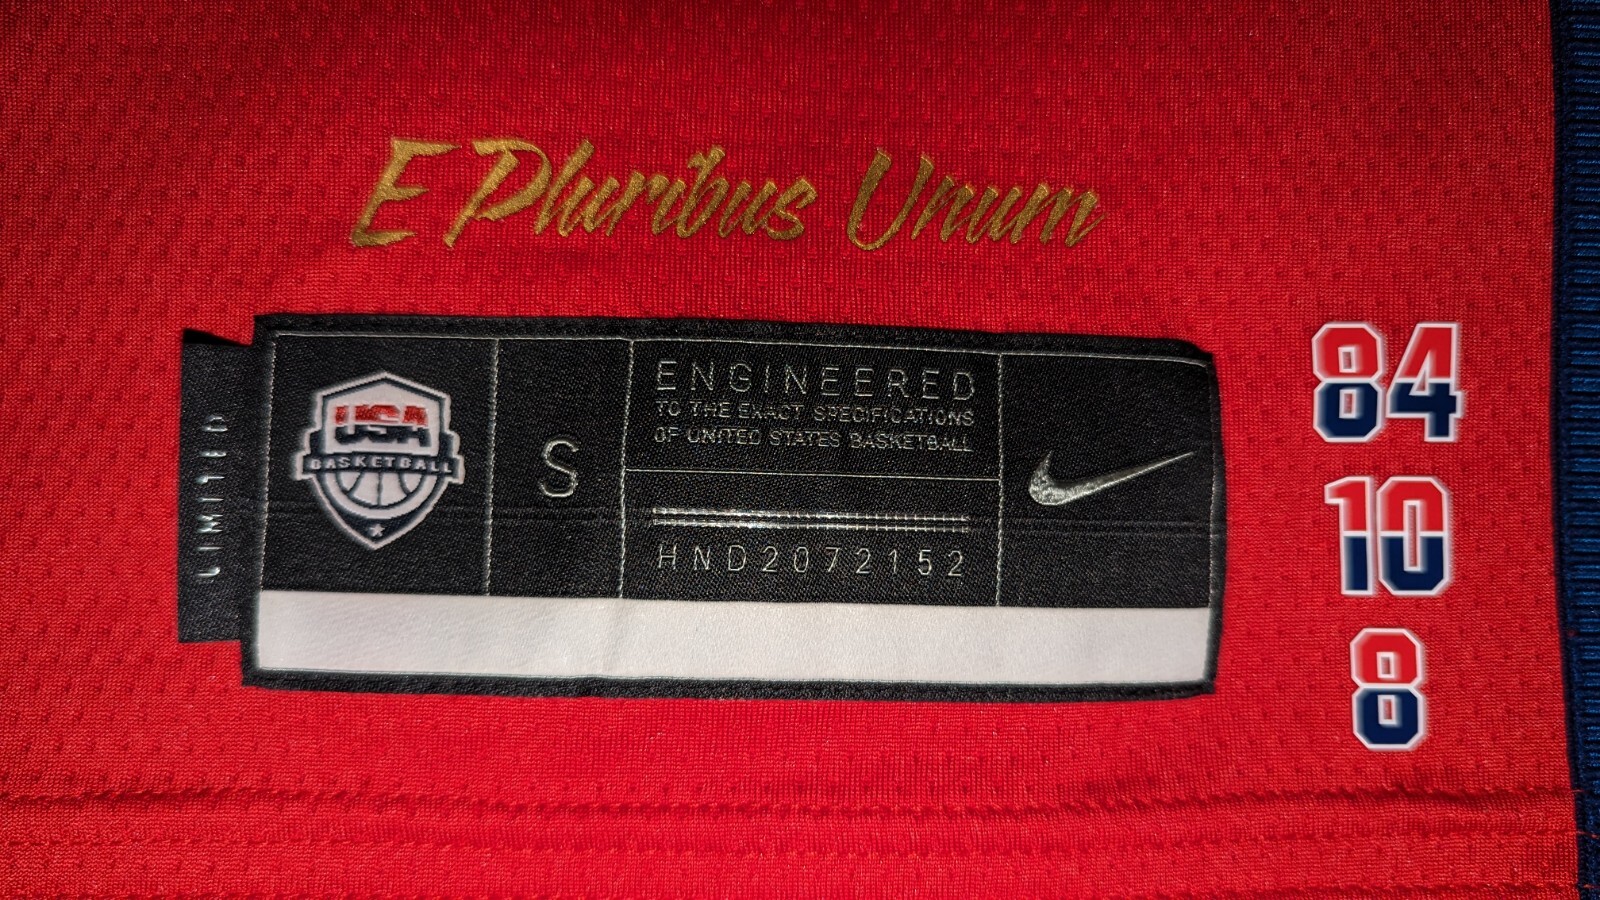 E Pluribus Unum
LIMITED
USA
BASKETBALL
S
ENGINEERED
TO THE EXACT SPECIFICATIONS
OF UNITED STATES BASKETBALL
HND2072152
84
10
8